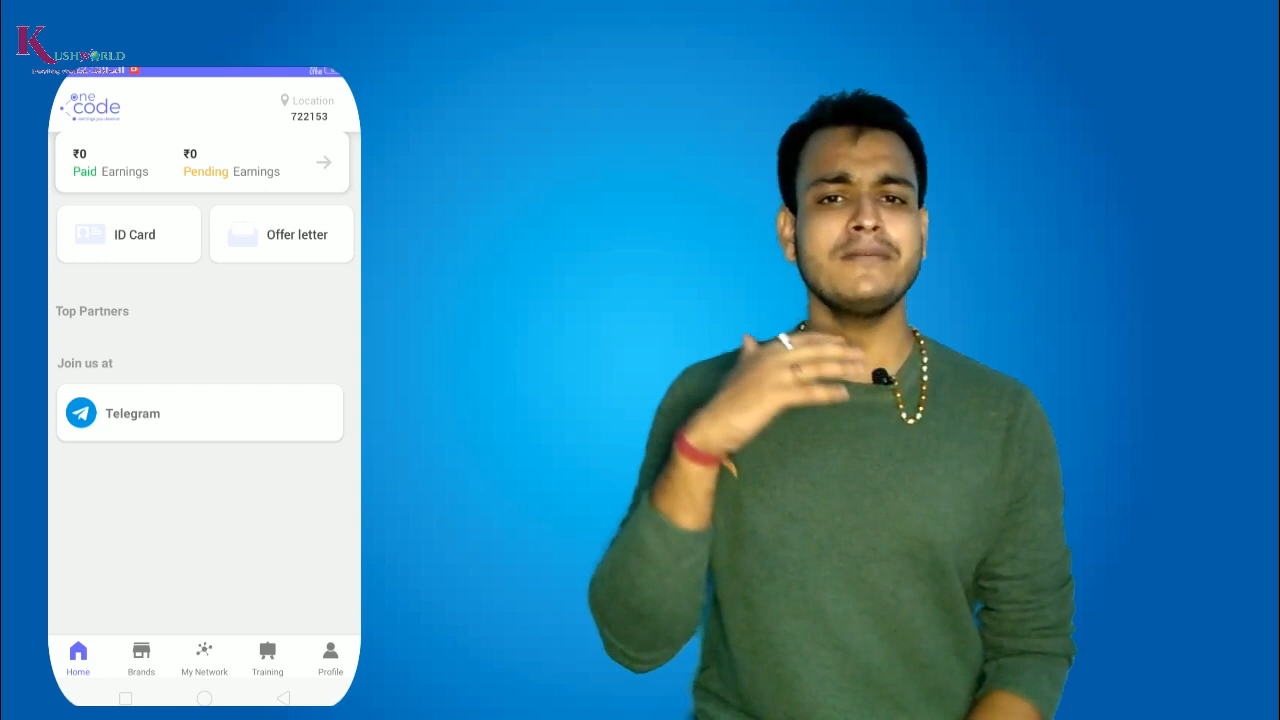 KUSHWORLD
One
code
Location
722153
₹0
₹0
Paid Earnings
Pending Earnings
ID Card
Offer letter
Top Partners
Join us at
Telegram
Home
Brands
My Network
Training
Profile